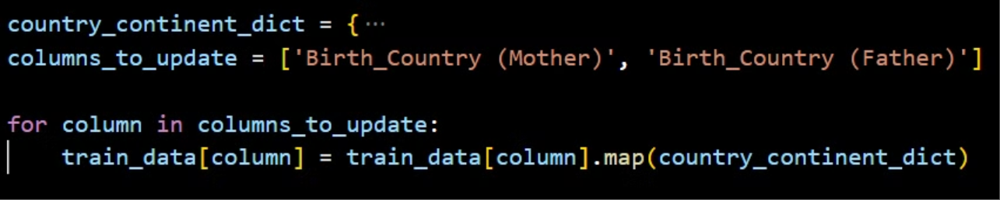 country_continent_dict = {···
columns_to_update = ['Birth_Country (Mother)', 'Birth_Country (Father)']
for column in columns_to_update:
    train_data[column] = train_data[column].map(country_continent_dict)